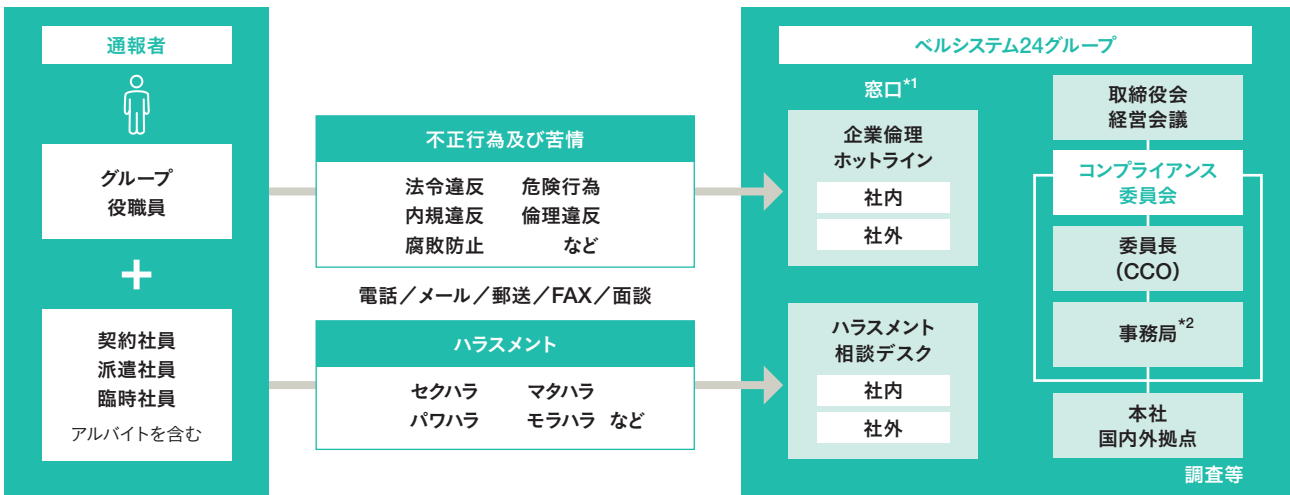 通報者
グループ
役職員
+
契約社員
派遣社員
臨時社員
アルバイトを含む
不正行為及び苦情
法令違反 危険行為
内規違反 倫理違反
腐敗防止 など
電話／メール／郵送／FAX／面談
ハラスメント
セクハラ マタハラ
パワハラ モラハラ など
ベルシステム24グループ
窓口*1
企業倫理
ホットライン
社内
社外
ハラスメント
相談デスク
社内
社外
取締役会
経営会議
コンプライアンス
委員会
委員長
（CCO）
事務局*2
本社
国内外拠点
調査等